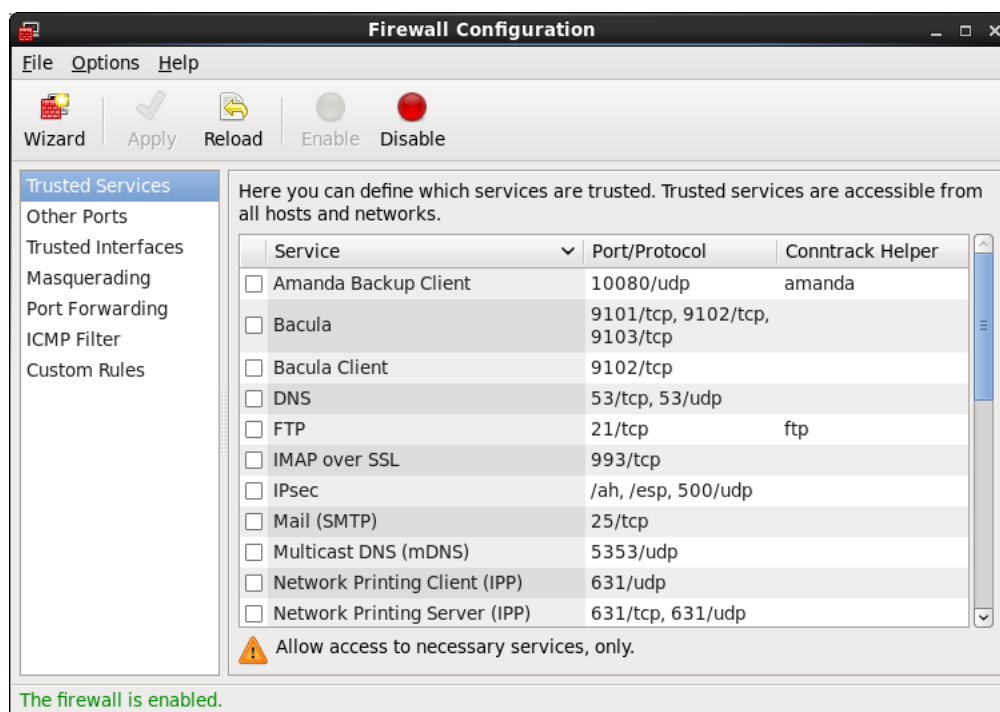 Firewall Configuration
File Options Help
Wizard Apply Reload Enable Disable
Trusted Services
Other Ports
Trusted Interfaces
Masquerading
Port Forwarding
ICMP Filter
Custom Rules
Here you can define which services are trusted. Trusted services are accessible from
all hosts and networks.
Service Port/Protocol Conntrack Helper
Amanda Backup Client 10080/udp amanda
Bacula 9101/tcp, 9102/tcp,
9103/tcp
Bacula Client 9102/tcp
DNS 53/tcp, 53/udp
FTP 21/tcp ftp
IMAP over SSL 993/tcp
IPsec /ah, /esp, 500/udp
Mail (SMTP) 25/tcp
Multicast DNS (mDNS) 5353/udp
Network Printing Client (IPP) 631/udp
Network Printing Server (IPP) 631/tcp, 631/udp
Allow access to necessary services, only.
The firewall is enabled.